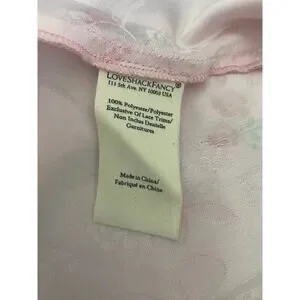 LOVESHACKFANCY®
111 5th Ave. NY 10003 USA
100% Polyester/Polyester
Exclusive Of Lace Trims/
Non Inclus Dentelle
Garnitures
Made in China/
Fabriqué en Chine